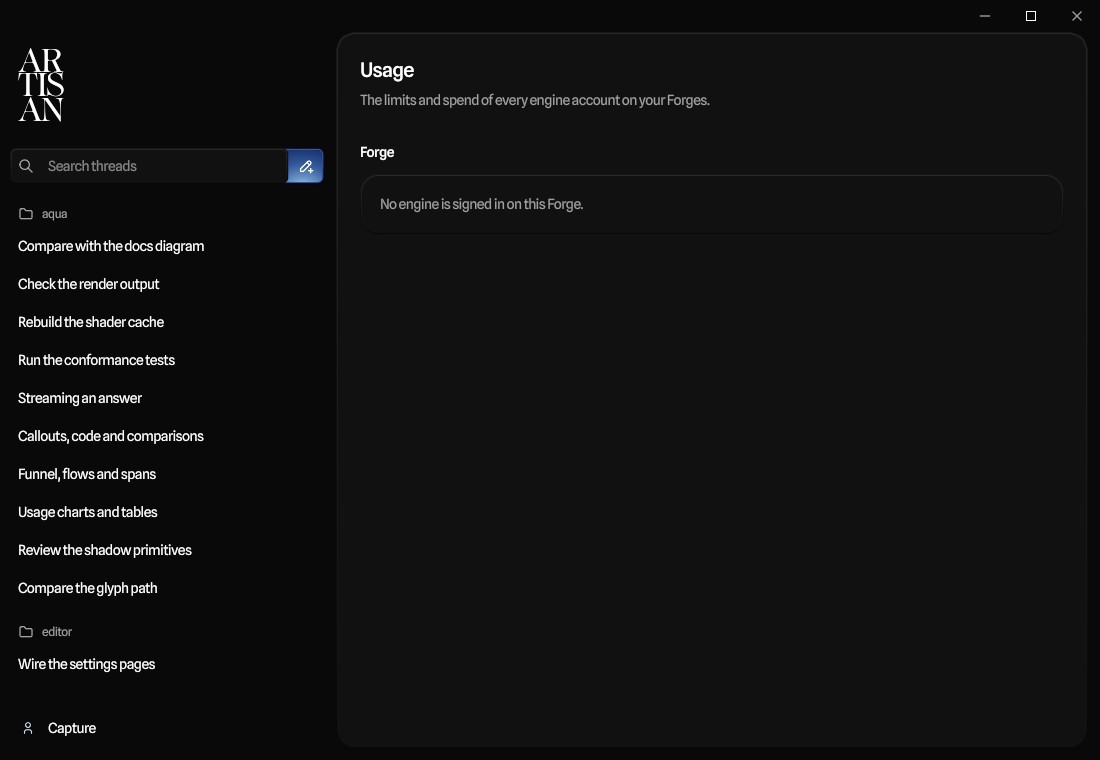 AR
TIS
AN
Search threads
aqua
Compare with the docs diagram
Check the render output
Rebuild the shader cache
Run the conformance tests
Streaming an answer
Callouts, code and comparisons
Funnel, flows and spans
Usage charts and tables
Review the shadow primitives
Compare the glyph path
editor
Wire the settings pages
Capture
Usage
The limits and spend of every engine account on your Forges.
Forge
No engine is signed in on this Forge.